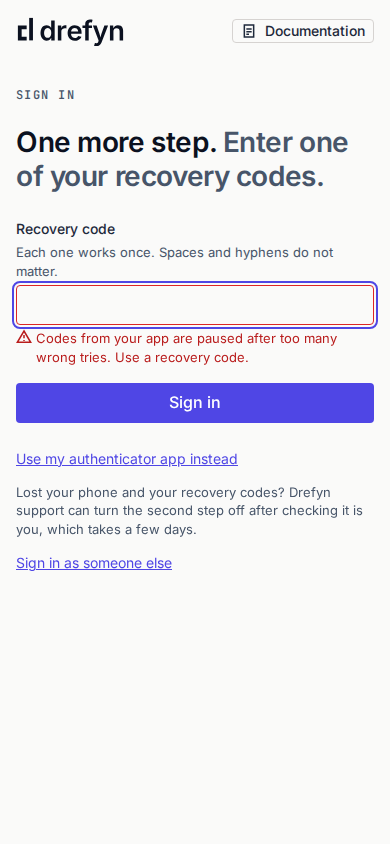 drefyn
Documentation
SIGN IN
One more step. Enter one
of your recovery codes.
Recovery code
Each one works once. Spaces and hyphens do not
matter.
Codes from your app are paused after too many
wrong tries. Use a recovery code.
Sign in
Use my authenticator app instead
Lost your phone and your recovery codes? Drefyn
support can turn the second step off after checking it is
you, which takes a few days.
Sign in as someone else